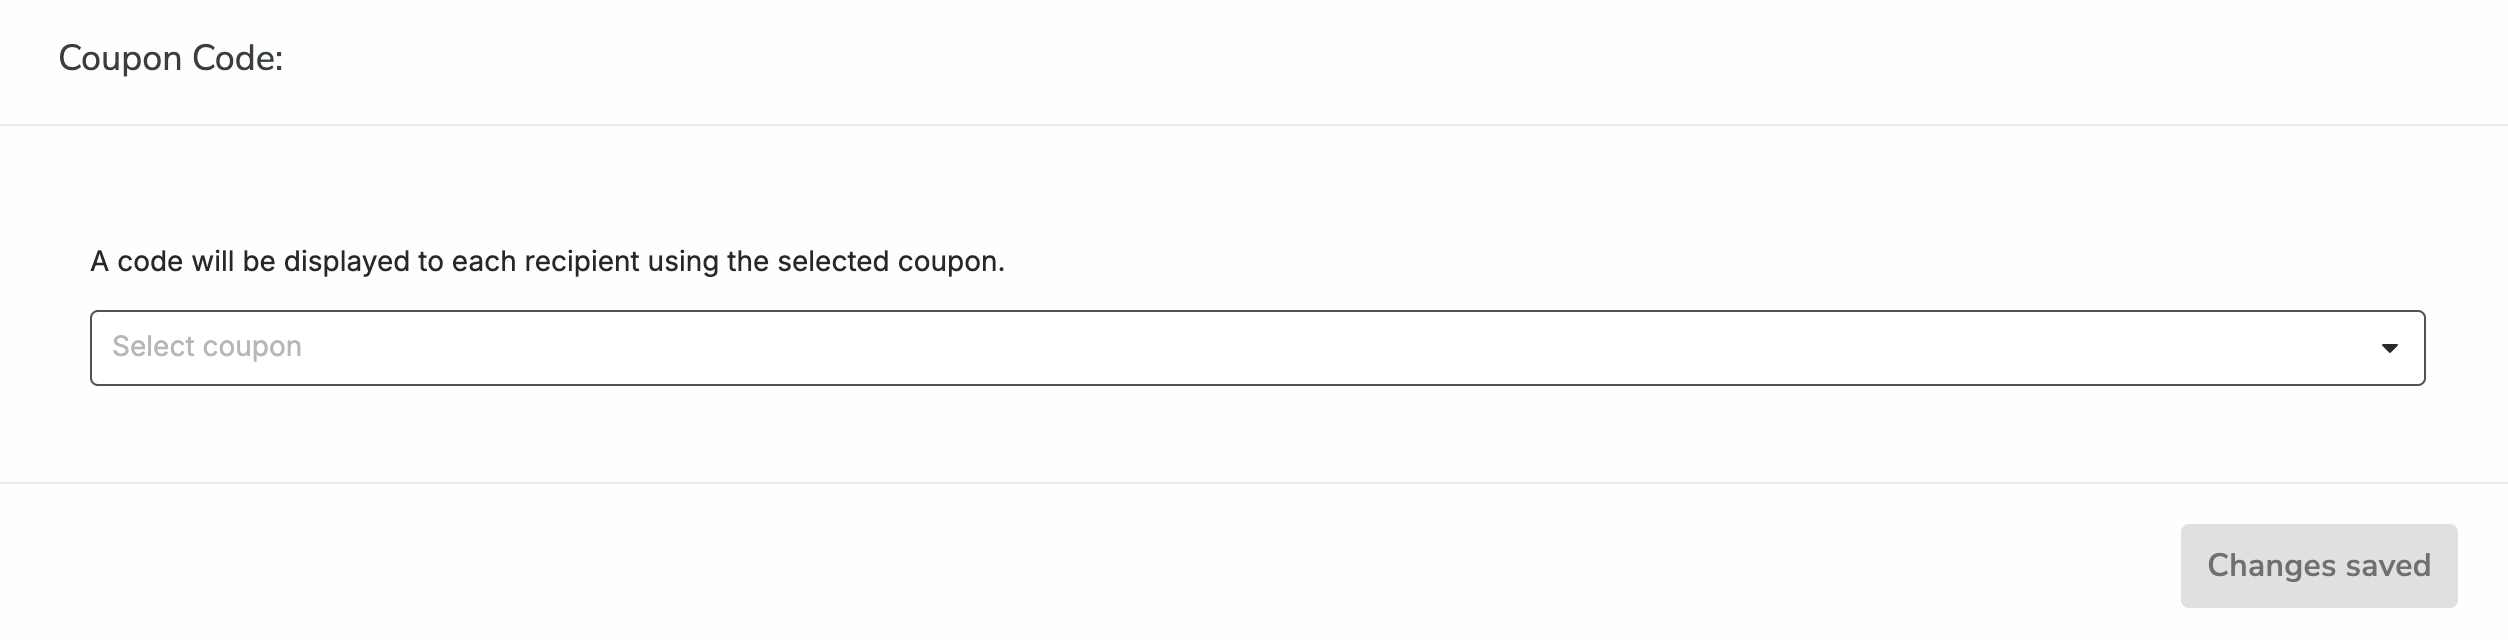 Coupon Code:
A code will be displayed to each recipient using the selected coupon.
Select coupon
Changes saved